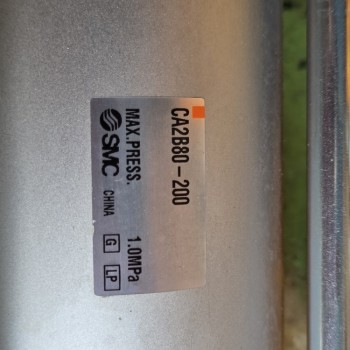 CA2B80-200
MAX.PRESS. 1.0MPa
SMC CHINA G LP